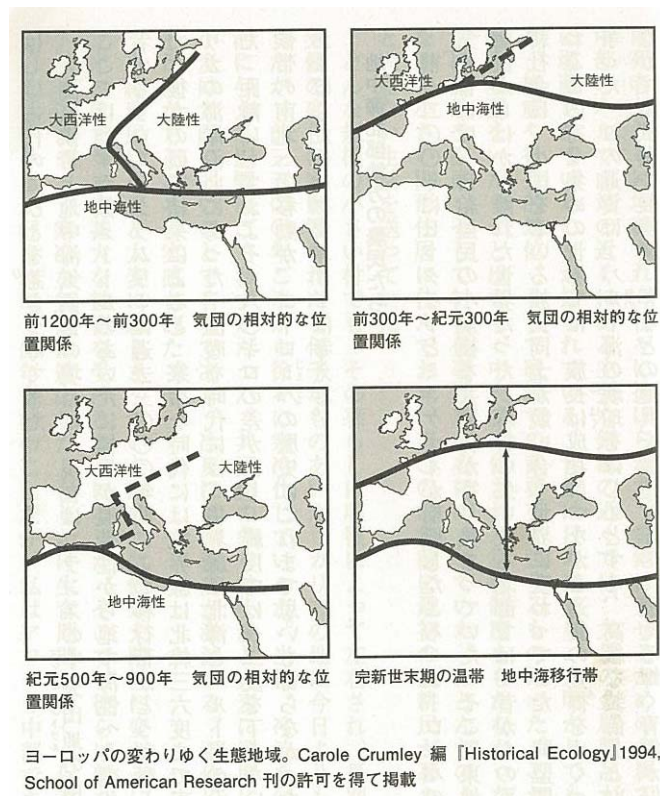 大西洋性
大陸性
地中海性
前1200年～前300年　気団の相対的な位
置関係
大西洋性
大陸性
地中海性
前300年～紀元300年　気団の相対的な位
置関係
大西洋性
大陸性
地中海性
紀元500年～900年　気団の相対的な位
置関係
完新世末期の温帯　地中海移行帯
ヨーロッパの変わりゆく生態地域。Carole Crumley 編『Historical Ecology』1994,
School of American Research 刊の許可を得て掲載